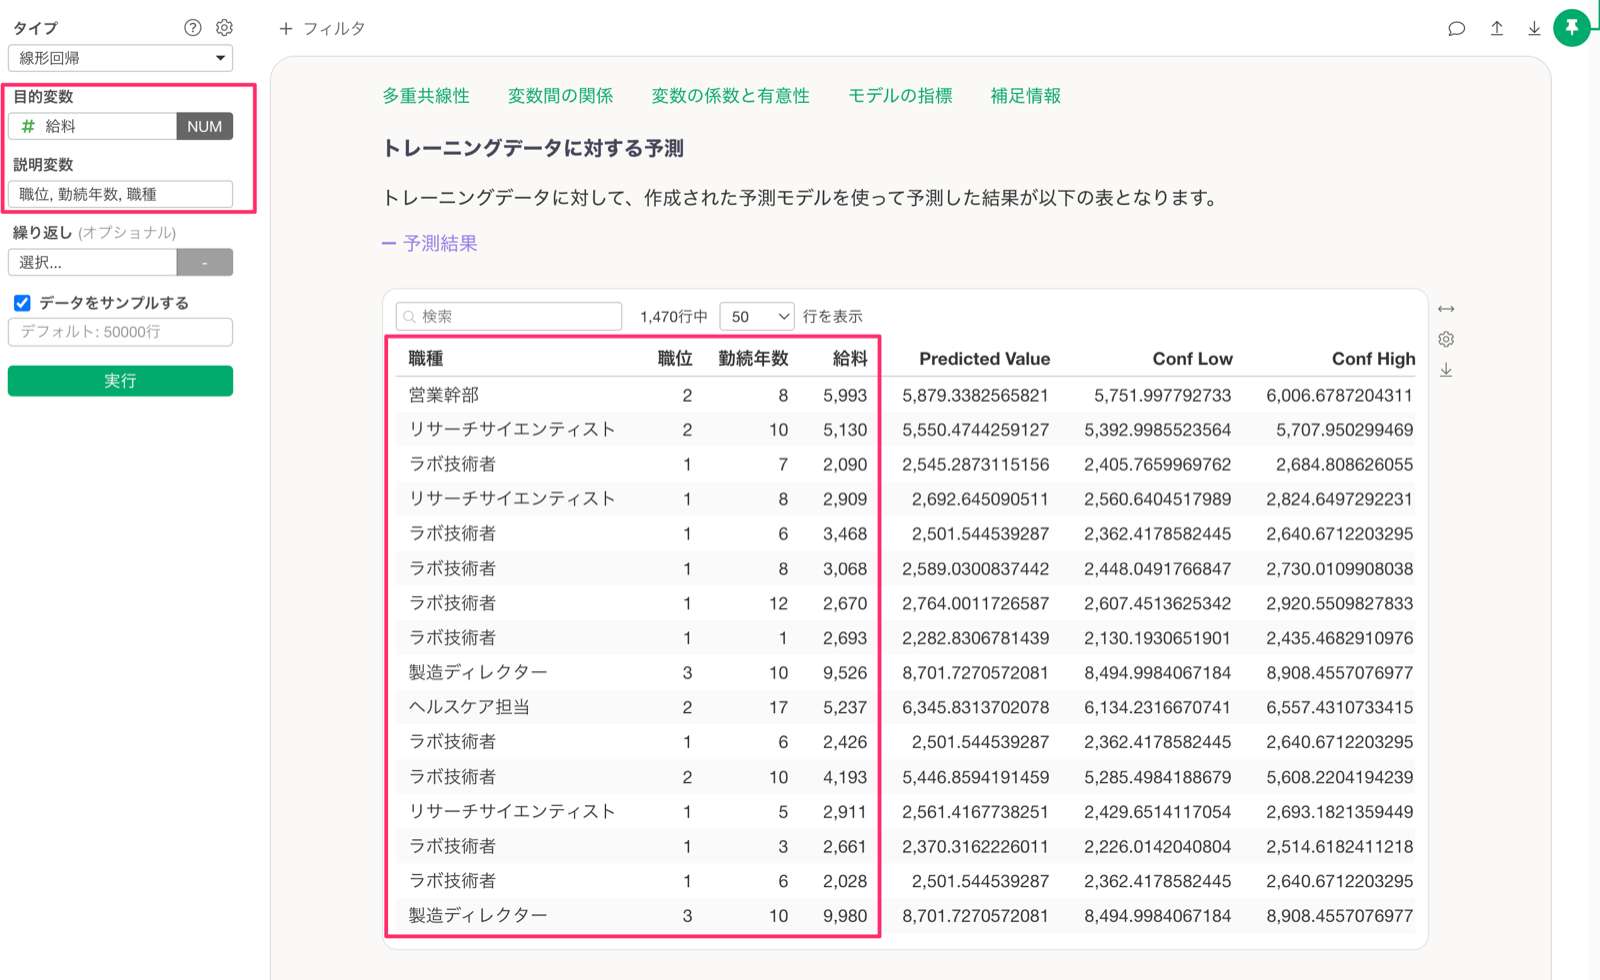 タイプ
線形回帰
目的変数
# 給料 NUM
説明変数
職位, 勤続年数, 職種
繰り返し (オプショナル)
選択... -
データをサンプルする
デフォルト: 50000行
実行
+ フィルタ
多重共線性 変数間の関係 変数の係数と有意性 モデルの指標 補足情報
トレーニングデータに対する予測
トレーニングデータに対して、作成された予測モデルを使って予測した結果が以下の表となります。
予測結果
検索 1,470行中 50 行を表示
職種 職位 勤続年数 給料 Predicted Value Conf Low Conf High
営業幹部 2 8 5,993 5,879.3382565821 5,751.997792733 6,006.6787204311
リサーチサイエンティスト 2 10 5,130 5,550.4744259127 5,392.9985523564 5,707.950299469
ラボ技術者 1 7 2,090 2,545.2873115156 2,405.7659969762 2,684.808626055
リサーチサイエンティスト 1 8 2,909 2,692.645090511 2,560.6404517989 2,824.6497292231
ラボ技術者 1 6 3,468 2,501.544539287 2,362.4178582445 2,640.6712203295
ラボ技術者 1 8 3,068 2,589.0300837442 2,448.0491766847 2,730.0109908038
ラボ技術者 1 12 2,670 2,764.0011726587 2,607.4513625342 2,920.5509827833
ラボ技術者 1 1 2,693 2,282.8306781439 2,130.1930651901 2,435.4682910976
製造ディレクター 3 10 9,526 8,701.7270572081 8,494.9984067184 8,908.4557076977
ヘルスケア担当 2 17 5,237 6,345.8313702078 6,134.2316670741 6,557.4310733415
ラボ技術者 1 6 2,426 2,501.544539287 2,362.4178582445 2,640.6712203295
ラボ技術者 2 10 4,193 5,446.8594191459 5,285.4984188679 5,608.2204194239
リサーチサイエンティスト 1 5 2,911 2,561.4167738251 2,429.6514117054 2,693.1821359449
ラボ技術者 1 3 2,661 2,370.3162226011 2,226.0142040804 2,514.6182411218
ラボ技術者 1 6 2,028 2,501.544539287 2,362.4178582445 2,640.6712203295
製造ディレクター 3 10 9,980 8,701.7270572081 8,494.9984067184 8,908.4557076977